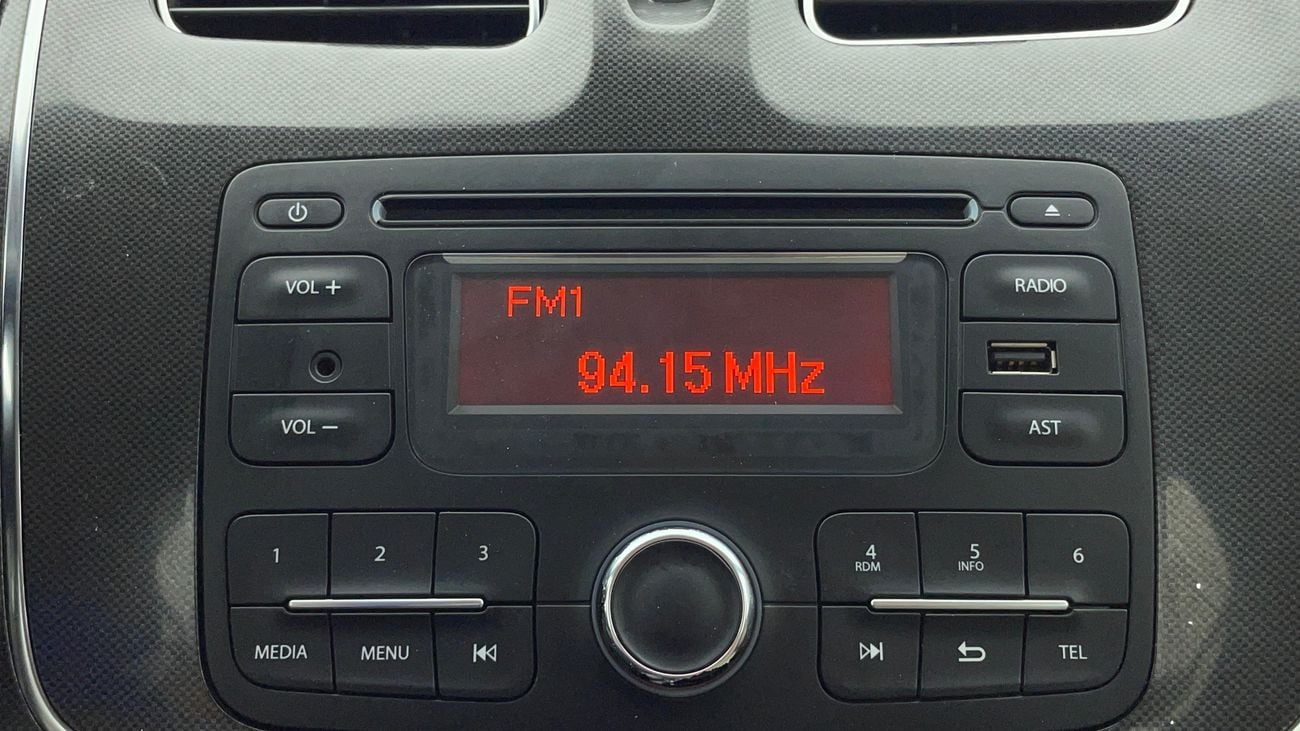 VOL +
RADIO
FM1
94.15 MHz
VOL −
AST
1 2 3
4 5 6
RDM INFO
MEDIA MENU
TEL